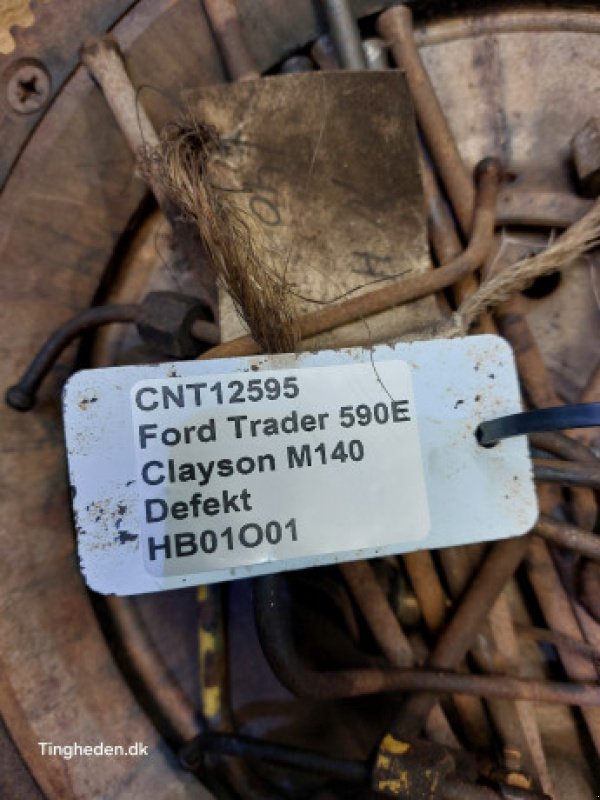 CNT12595
Ford Trader 590E
Clayson M140
Defekt
HB01O01
Tingheden.dk